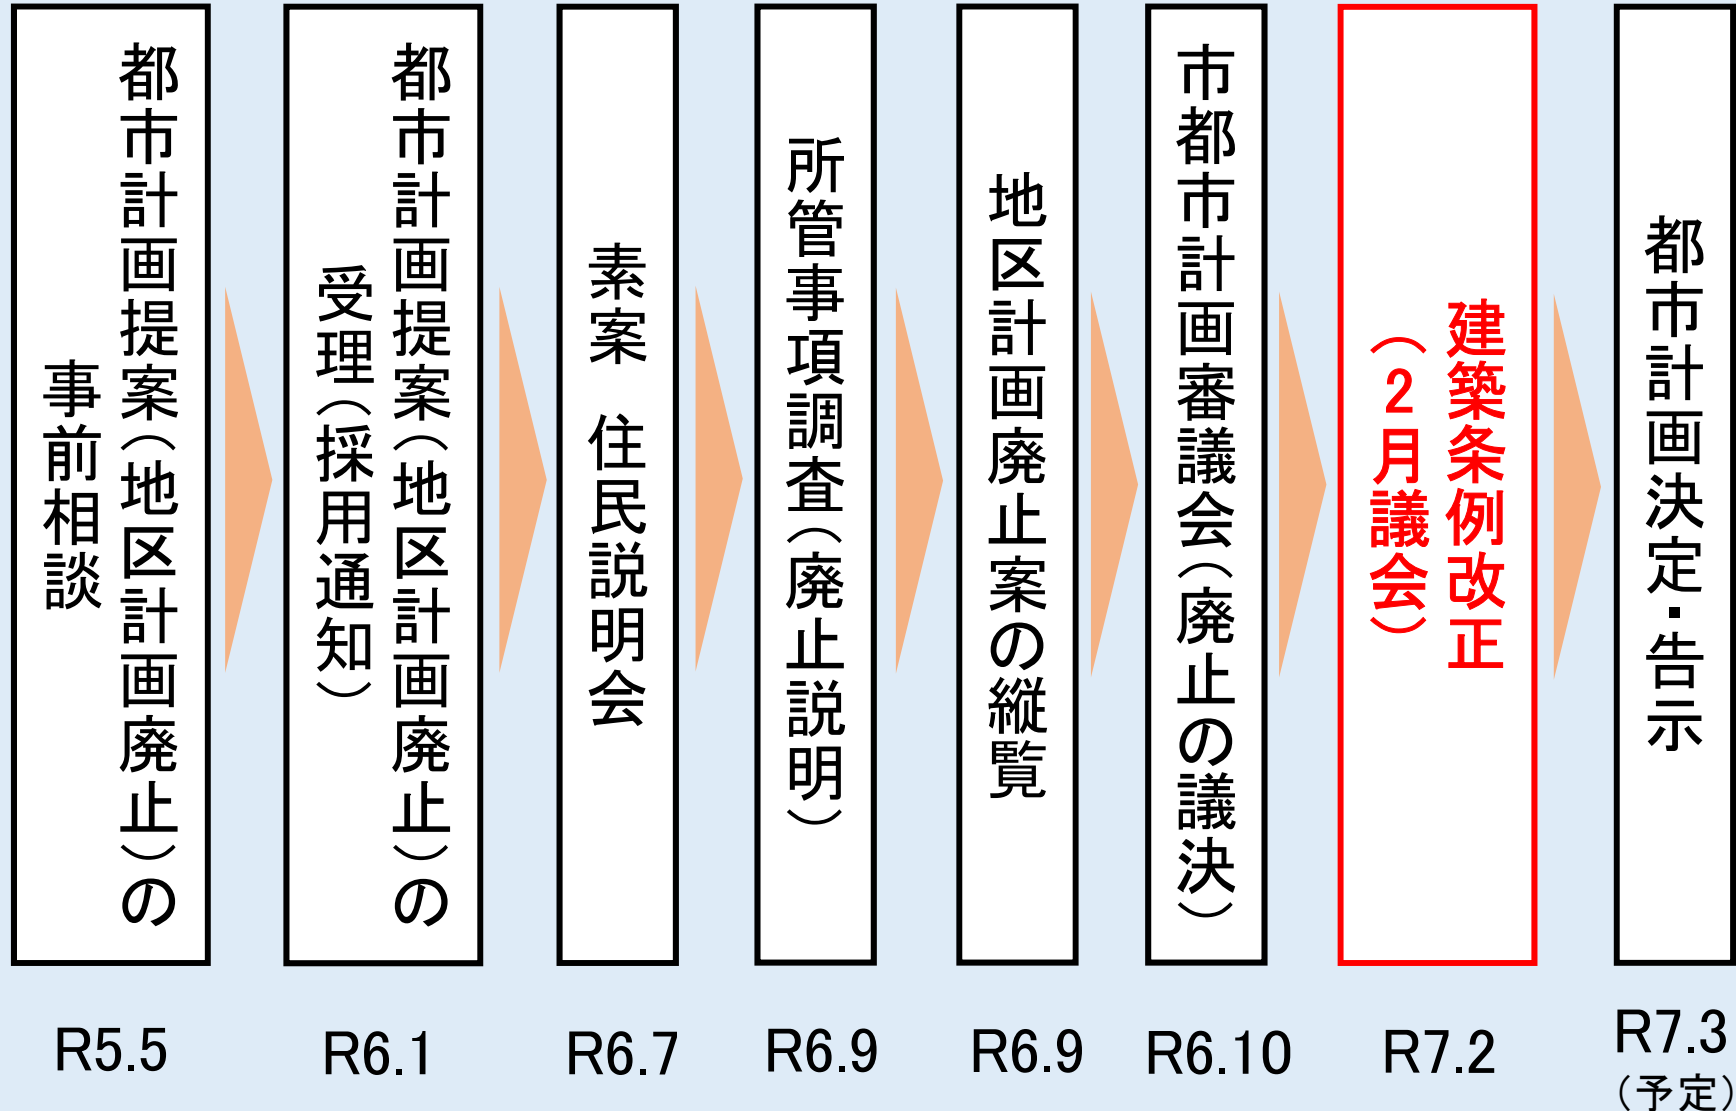 都市計画提案（地区計画廃止）の
事前相談
都市計画提案（地区計画廃止）の
受理（採用通知）
素案　住民説明会
所管事項調査（廃止説明）
地区計画廃止案の縦覧
市都市計画審議会（廃止の議決）
建築条例改正
（２月議会）
都市計画決定・告示
R5.5
R6.1
R6.7
R6.9
R6.9
R6.10
R7.2
R7.3
（予定）